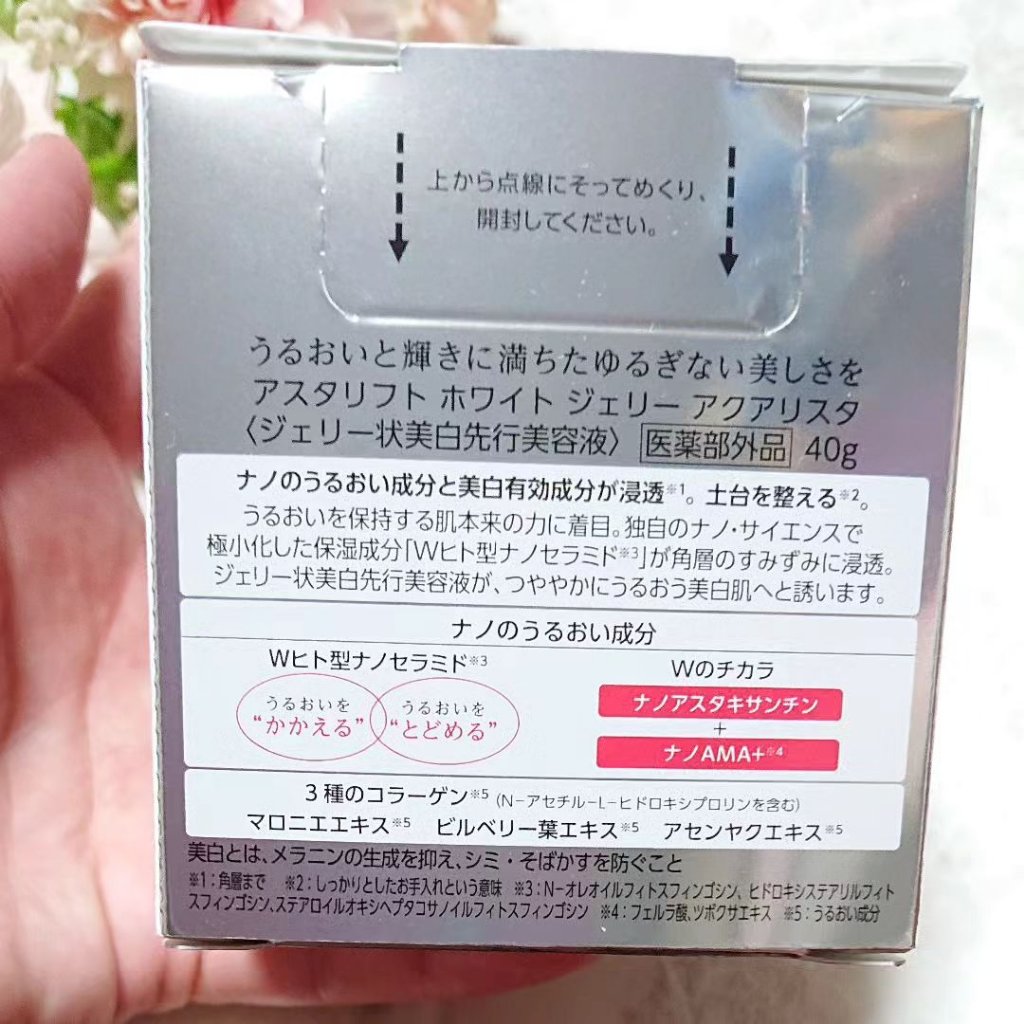 上から点線にそってめくり、
開封してください。
うるおいと輝きに満ちたゆるぎない美しさを
アスタリフト ホワイト ジェリー アクアリスタ
〈ジェリー状美白先行美容液〉 医薬部外品 40g
ナノのうるおい成分と美白有効成分が浸透※1。土台を整える※2。
うるおいを保持する肌本来の力に着目。独自のナノ・サイエンスで
極小化した保湿成分「Wヒト型ナノセラミド※3」が角層のすみずみに浸透。
ジェリー状美白先行美容液が、つややかにうるおう美白肌へと誘います。
ナノのうるおい成分
Wヒト型ナノセラミド※3
うるおいを
“かかえる”
うるおいを
“とどめる”
Wのチカラ
ナノアスタキサンチン
+
ナノAMA+※4
3種のコラーゲン※5 (N-アセチル-L-ヒドロキシプロリンを含む)
マロニエエキス※5 ビルベリー葉エキス※5 アセンヤクエキス※5
美白とは、メラニンの生成を抑え、シミ・そばかすを防ぐこと
※1:角層まで ※2:しっかりとしたお手入れという意味 ※3:N-オレオイルフィトスフィンゴシン、ヒドロキシステアリルフィト
スフィンゴシン、ステアロイルオキシヘプタコサノイルフィトスフィンゴシン ※4:フェルラ酸、ツボクサエキス ※5:うるおい成分